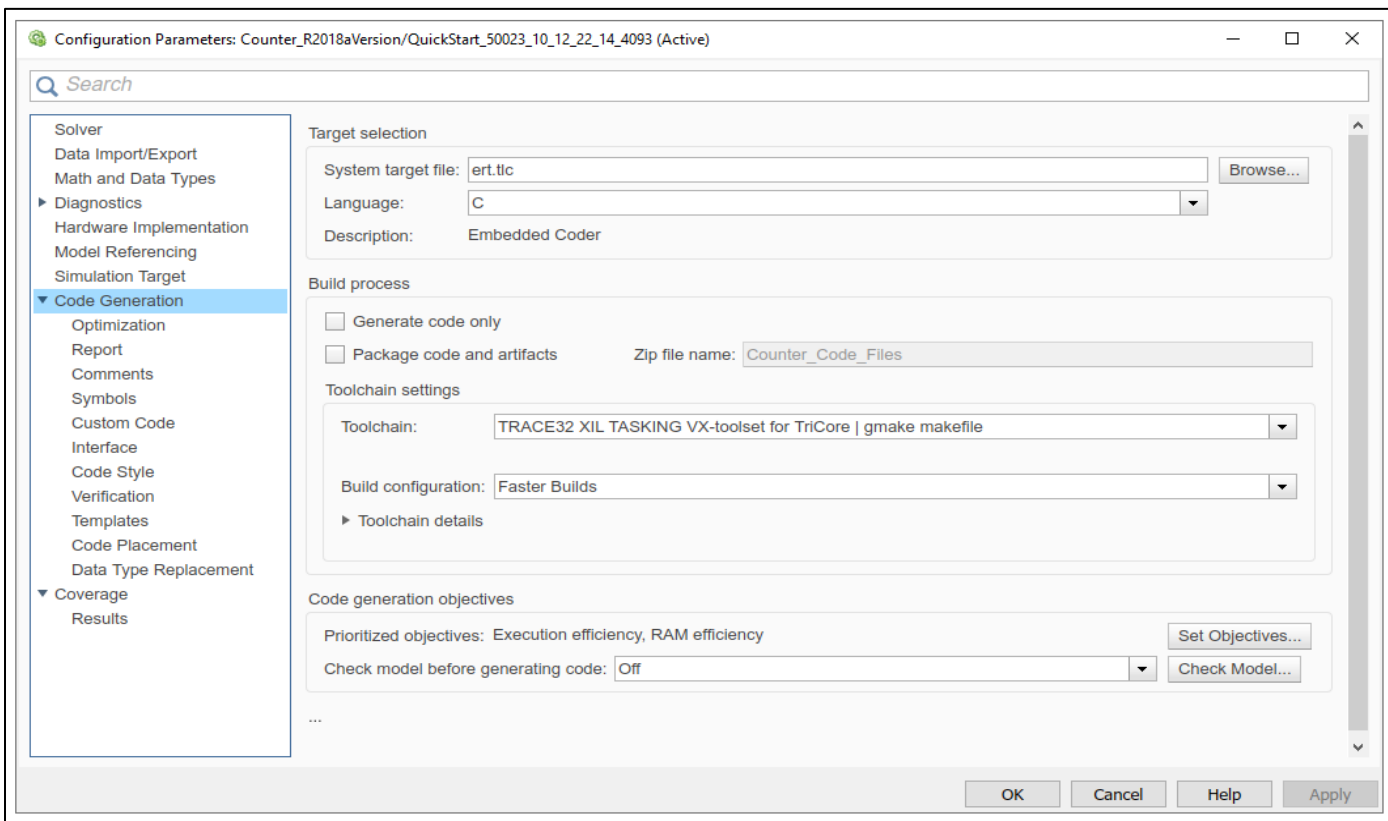 Configuration Parameters: Counter_R2018aVersion/QuickStart_50023_10_12_22_14_4093 (Active)
Search
Solver
Data Import/Export
Math and Data Types
Diagnostics
Hardware Implementation
Model Referencing
Simulation Target
Code Generation
Optimization
Report
Comments
Symbols
Custom Code
Interface
Code Style
Verification
Templates
Code Placement
Data Type Replacement
Coverage
Results
Target selection
System target file: ert.tlc Browse...
Language: C
Description: Embedded Coder
Build process
Generate code only
Package code and artifacts Zip file name: Counter_Code_Files
Toolchain settings
Toolchain: TRACE32 XIL TASKING VX-toolset for TriCore | gmake makefile
Build configuration: Faster Builds
Toolchain details
Code generation objectives
Prioritized objectives: Execution efficiency, RAM efficiency Set Objectives...
Check model before generating code: Off Check Model...
...
OK Cancel Help Apply